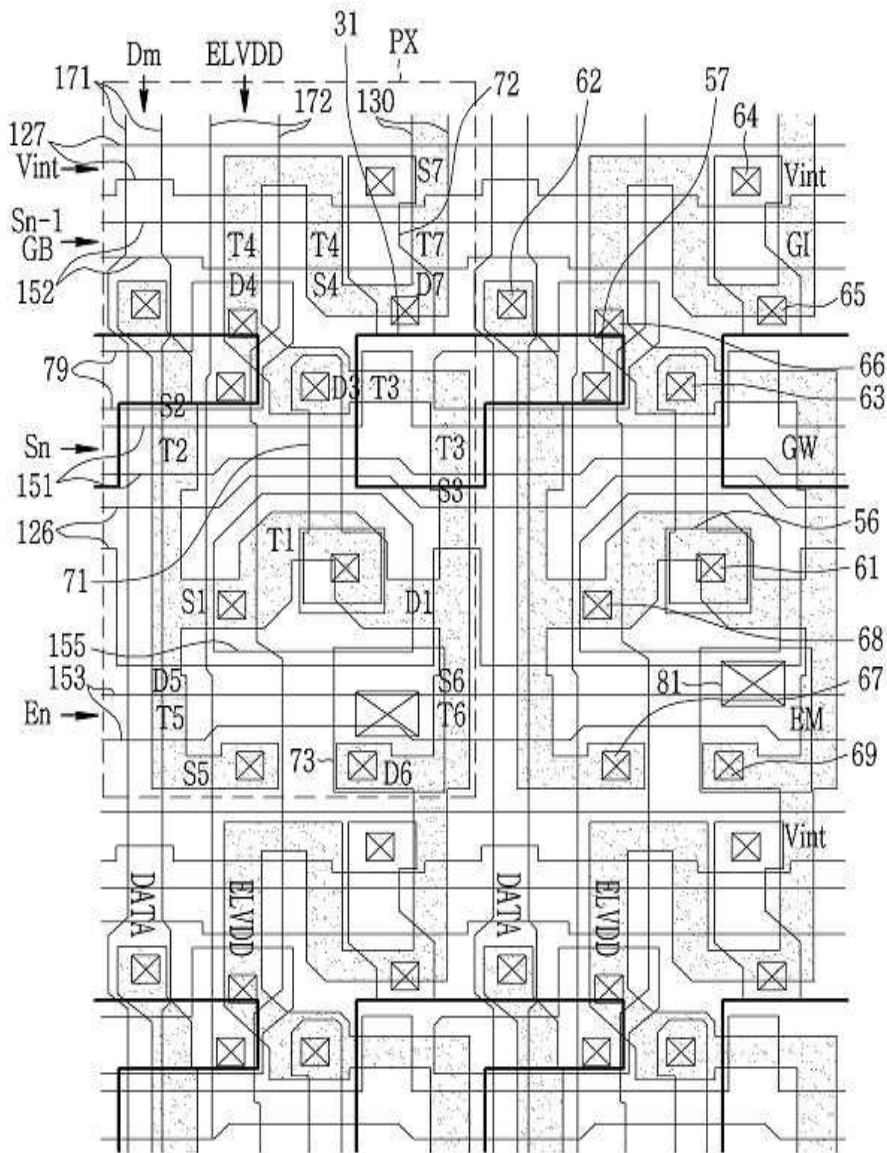 31 PX
Dm ELVDD 72 62 57
171 172 130 64
127
Vint S7 Vint
Sn-1
GB T4 T4 T7 GI
152 D4 S4 D7 65
66
79 D3 T3 63
S2
Sn T2 T3 GW
151 S3
126 56
T1
71 61
S1 D1
155 68
153 D5 S6 81 67
En T5 T6 EM
73 69
S5 D6
Vint
DATA ELVDD DATA ELVDD